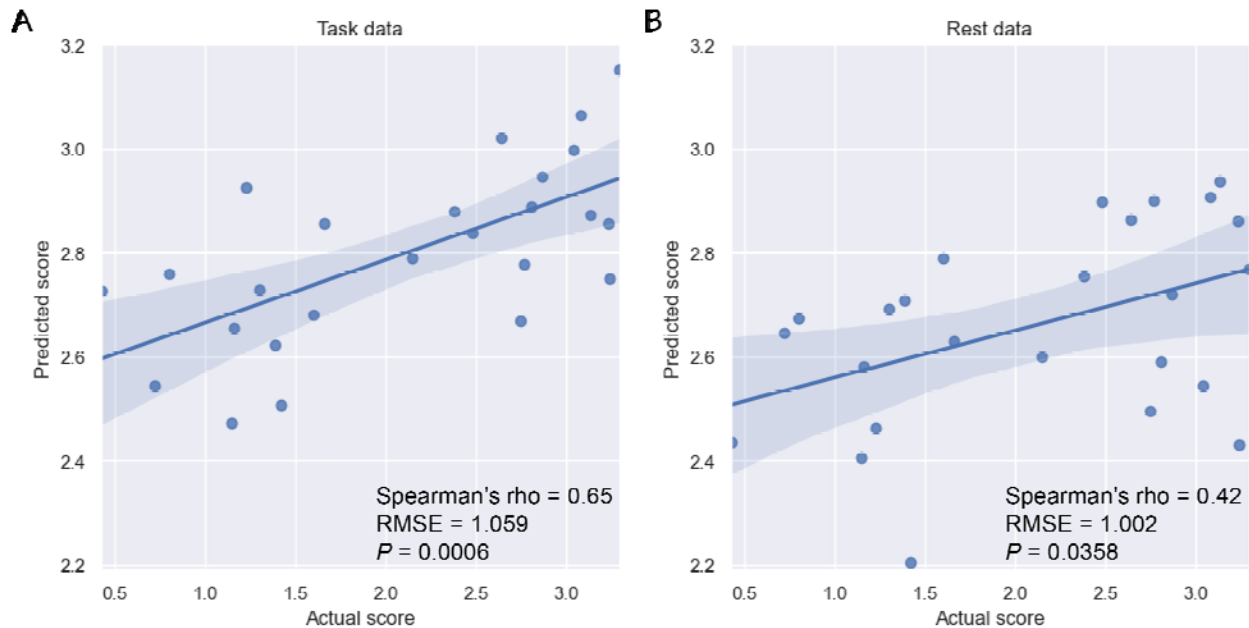 A
Task data
Predicted score
3.2
3.0
2.8
2.6
2.4
2.2
Spearman's rho = 0.65
RMSE = 1.059
P = 0.0006
0.5 1.0 1.5 2.0 2.5 3.0
Actual score
B
Rest data
Predicted score
3.2
3.0
2.8
2.6
2.4
2.2
Spearman's rho = 0.42
RMSE = 1.002
P = 0.0358
0.5 1.0 1.5 2.0 2.5 3.0
Actual score